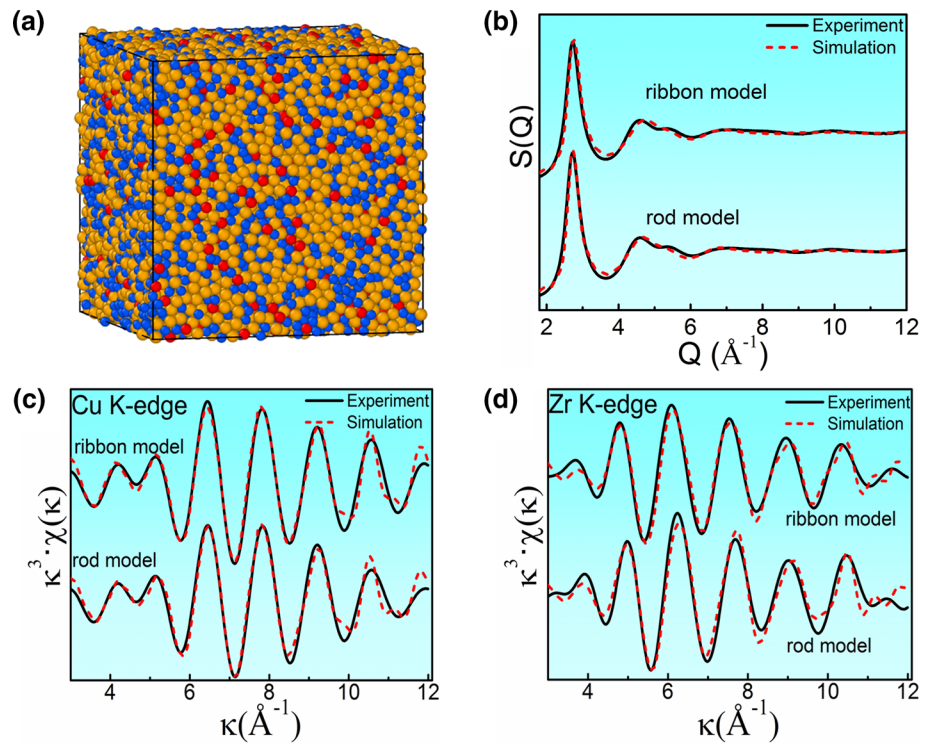 (a)
(b)
Experiment
Simulation
ribbon model
rod model
S(Q)
2 4 6 8 10 12
Q (Å⁻¹)
(c)
Cu K-edge
Experiment
Simulation
ribbon model
rod model
κ³·χ(κ)
4 6 8 10 12
κ(Å⁻¹)
(d)
Zr K-edge
Experiment
Simulation
ribbon model
rod model
κ³·χ(κ)
4 6 8 10 12
κ(Å⁻¹)